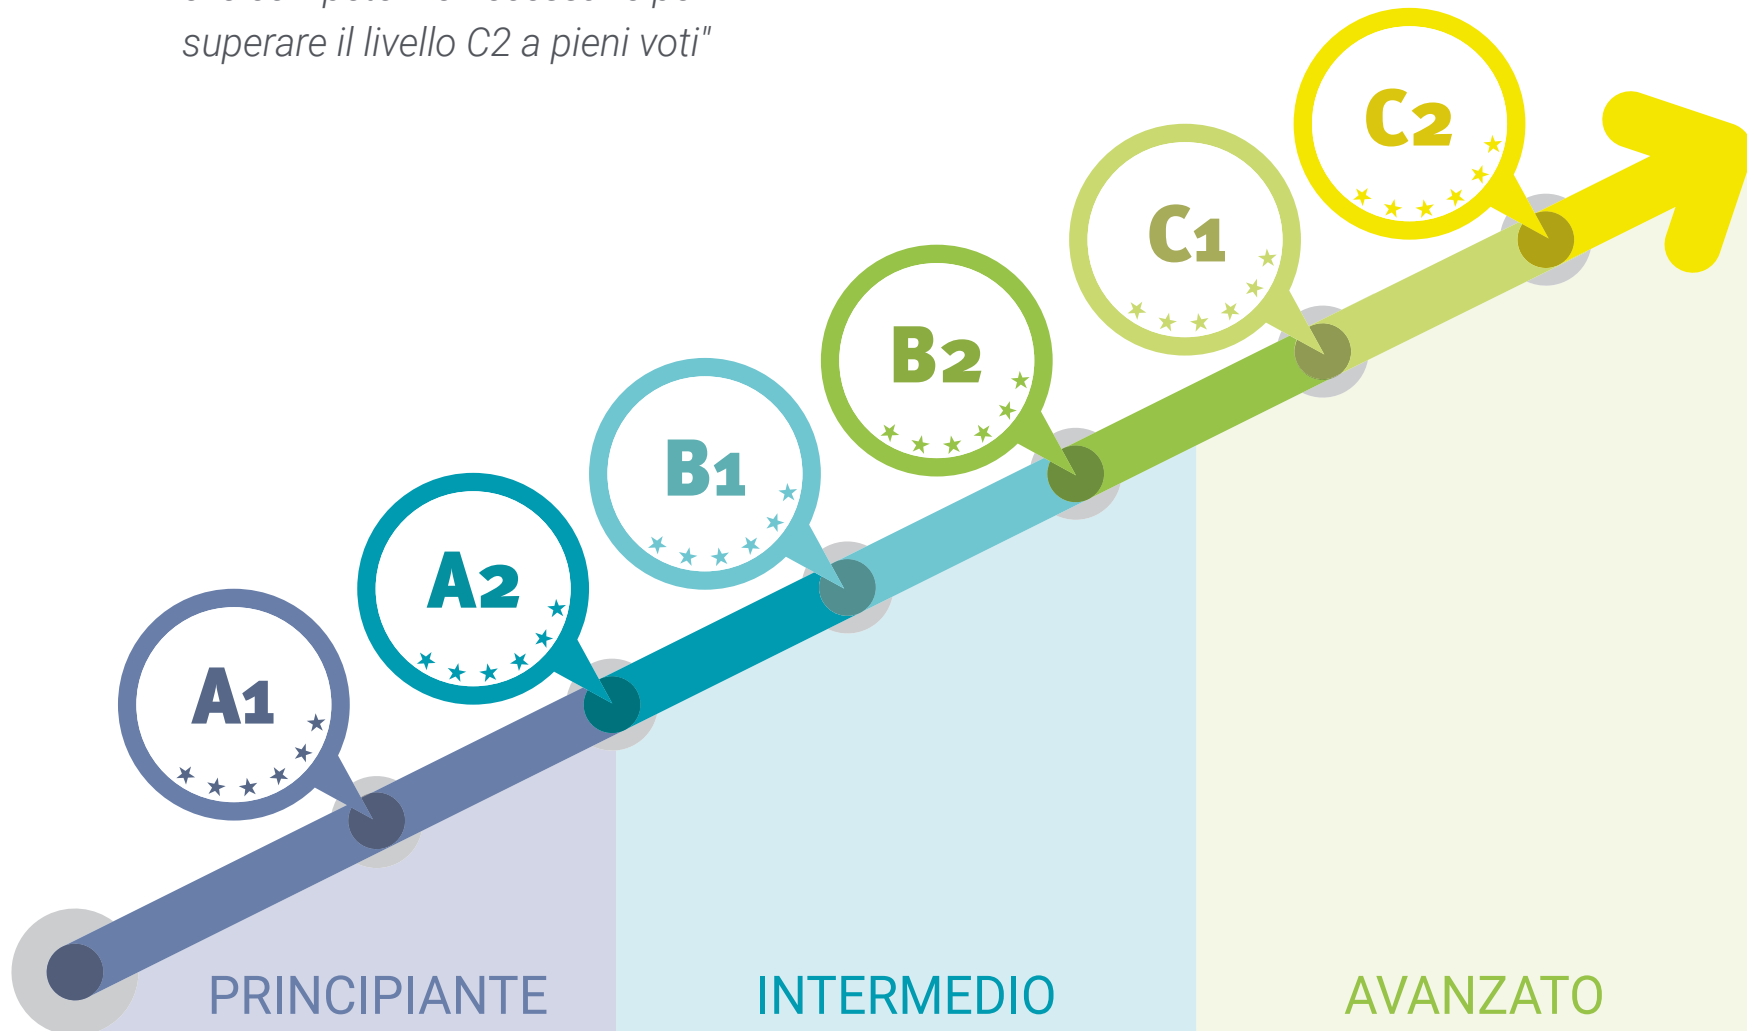 superare il livello C2 a pieni voti"
C2
C1
B2
B1
A2
A1
PRINCIPIANTE
INTERMEDIO
AVANZATO